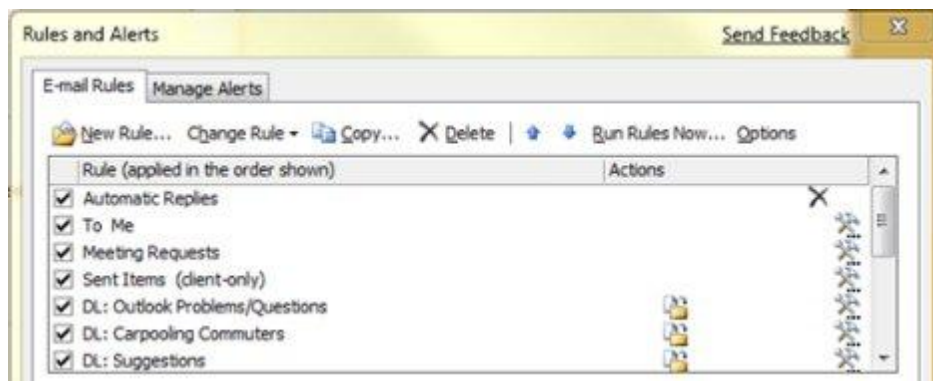 Rules and Alerts
Send Feedback
E-mail Rules Manage Alerts
New Rule... Change Rule Copy... Delete Run Rules Now... Options
Rule (applied in the order shown) Actions
Automatic Replies
To Me
Meeting Requests
Sent Items (client-only)
DL: Outlook Problems/Questions
DL: Carpooling Commuters
DL: Suggestions